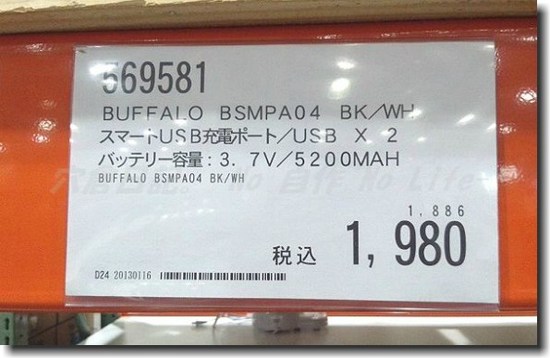 569581
BUFFALO BSMPA04 BK/WH
スマートUSB充電ポート/USB X 2
バッテリー容量:3.7V/5200MAH
BUFFALO BSMPA04 BK/WH
1,886
税込 1,980
D24 20130116